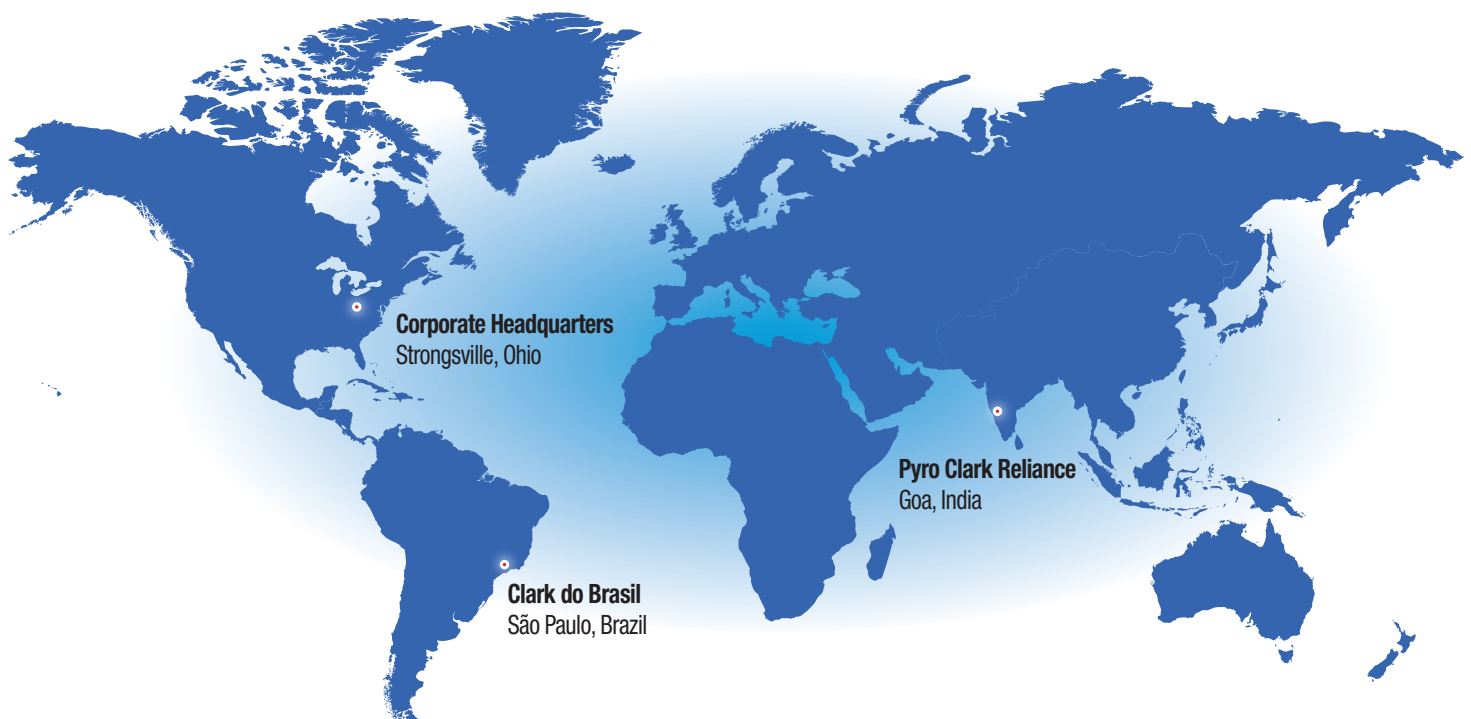 Corporate Headquarters
Strongsville, Ohio
Pyro Clark Reliance
Goa, India
Clark do Brasil
São Paulo, Brazil